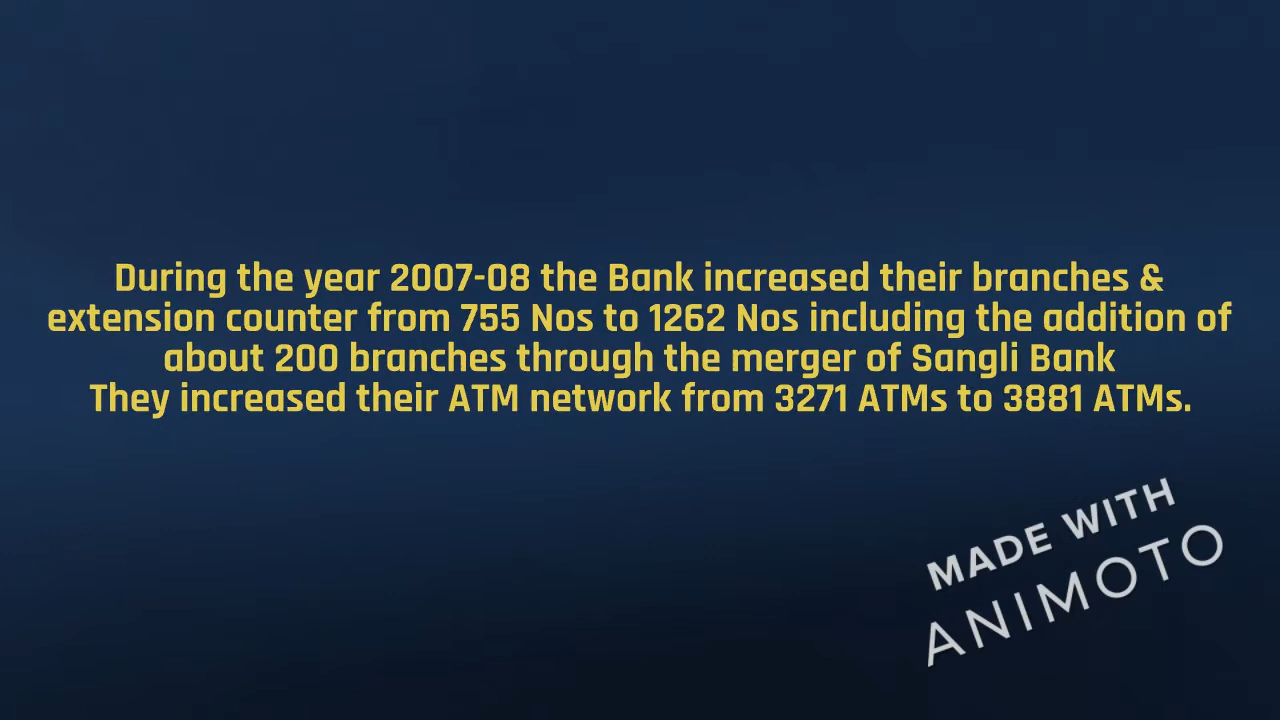 During the year 2007-08 the Bank increased their branches &
extension counter from 755 Nos to 1262 Nos including the addition of
about 200 branches through the merger of Sangli Bank
They increased their ATM network from 3271 ATMs to 3881 ATMs.
MADE WITH
ANIMOTO